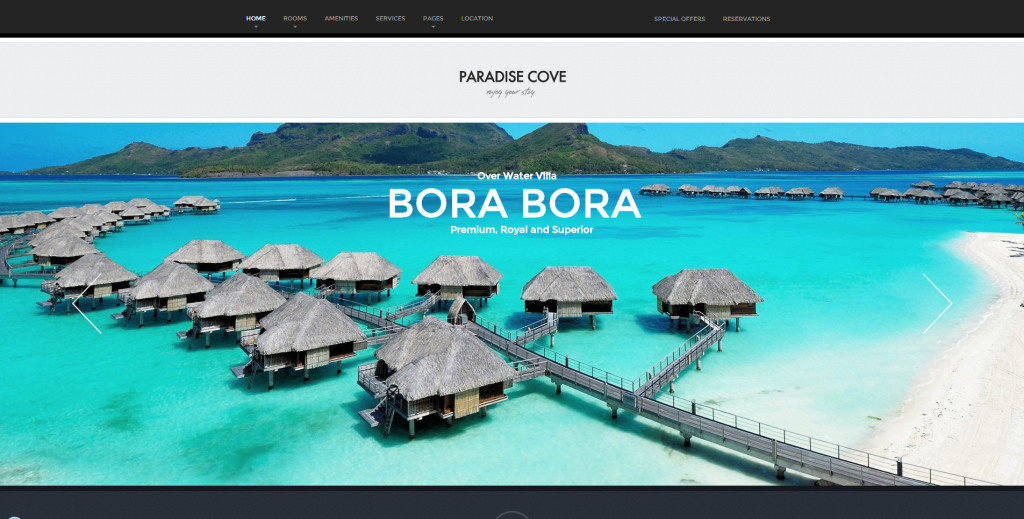 HOME ROOMS AMENITIES SERVICES PAGES LOCATION SPECIAL OFFERS RESERVATIONS
PARADISE COVE
enjoy your stay
Over Water Villa
BORA BORA
Premium, Royal and Superior